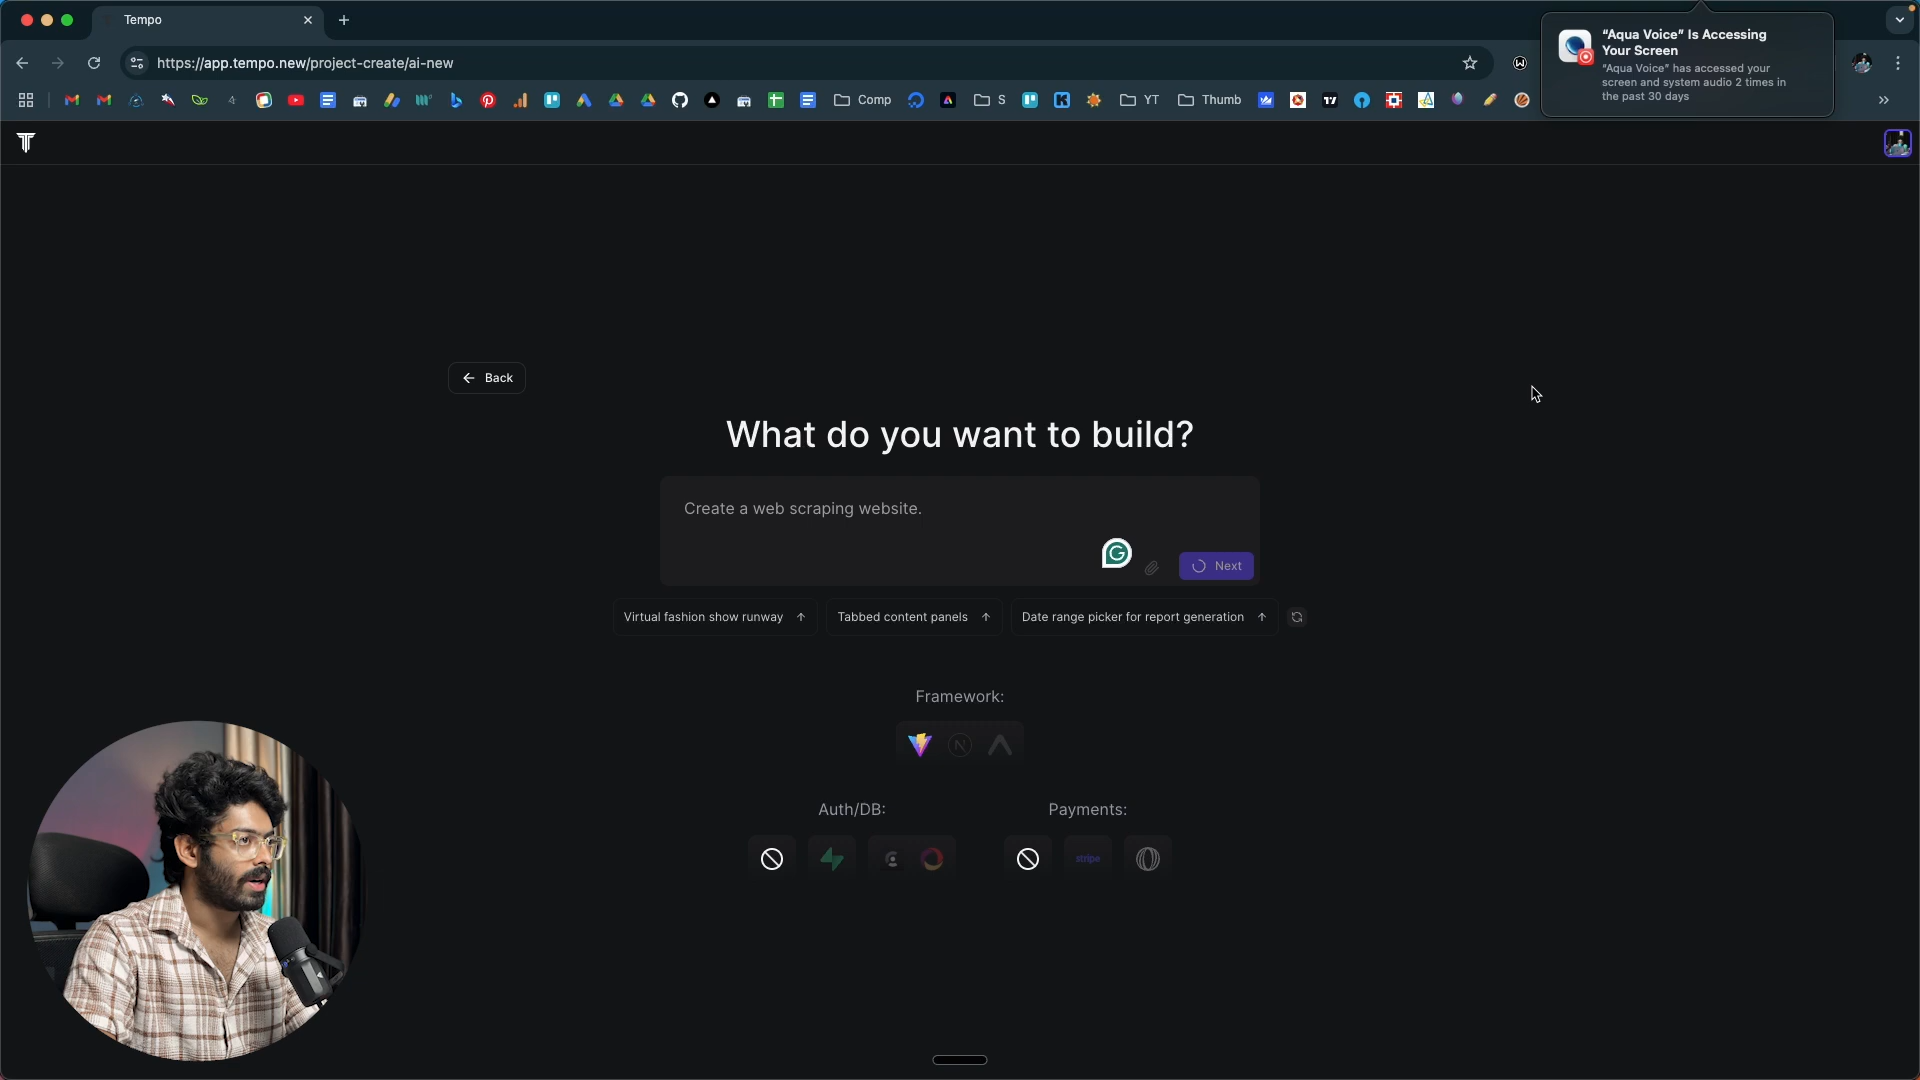 Tempo
https://app.tempo.new/project-create/ai-new
“Aqua Voice” Is Accessing
Your Screen
“Aqua Voice” has accessed your
screen and system audio 2 times in
the past 30 days
Comp
S
YT
Thumb
Back
What do you want to build?
Create a web scraping website.
Next
Virtual fashion show runway
Tabbed content panels
Date range picker for report generation
Framework:
Auth/DB:
Payments:
stripe